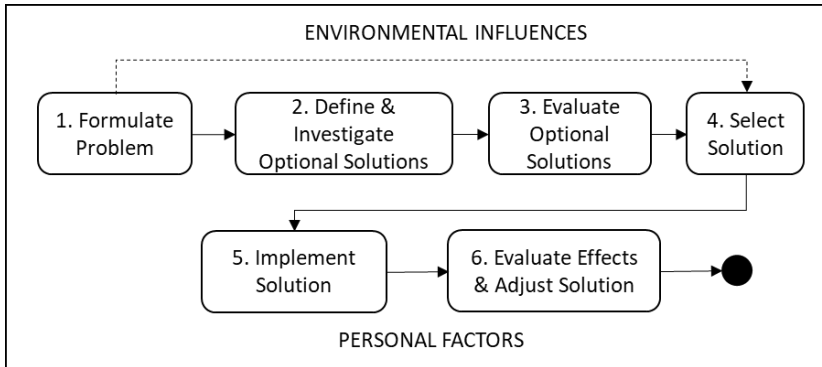 ENVIRONMENTAL INFLUENCES
1. Formulate
Problem
2. Define &
Investigate
Optional Solutions
3. Evaluate
Optional
Solutions
4. Select
Solution
5. Implement
Solution
6. Evaluate Effects
& Adjust Solution
PERSONAL FACTORS